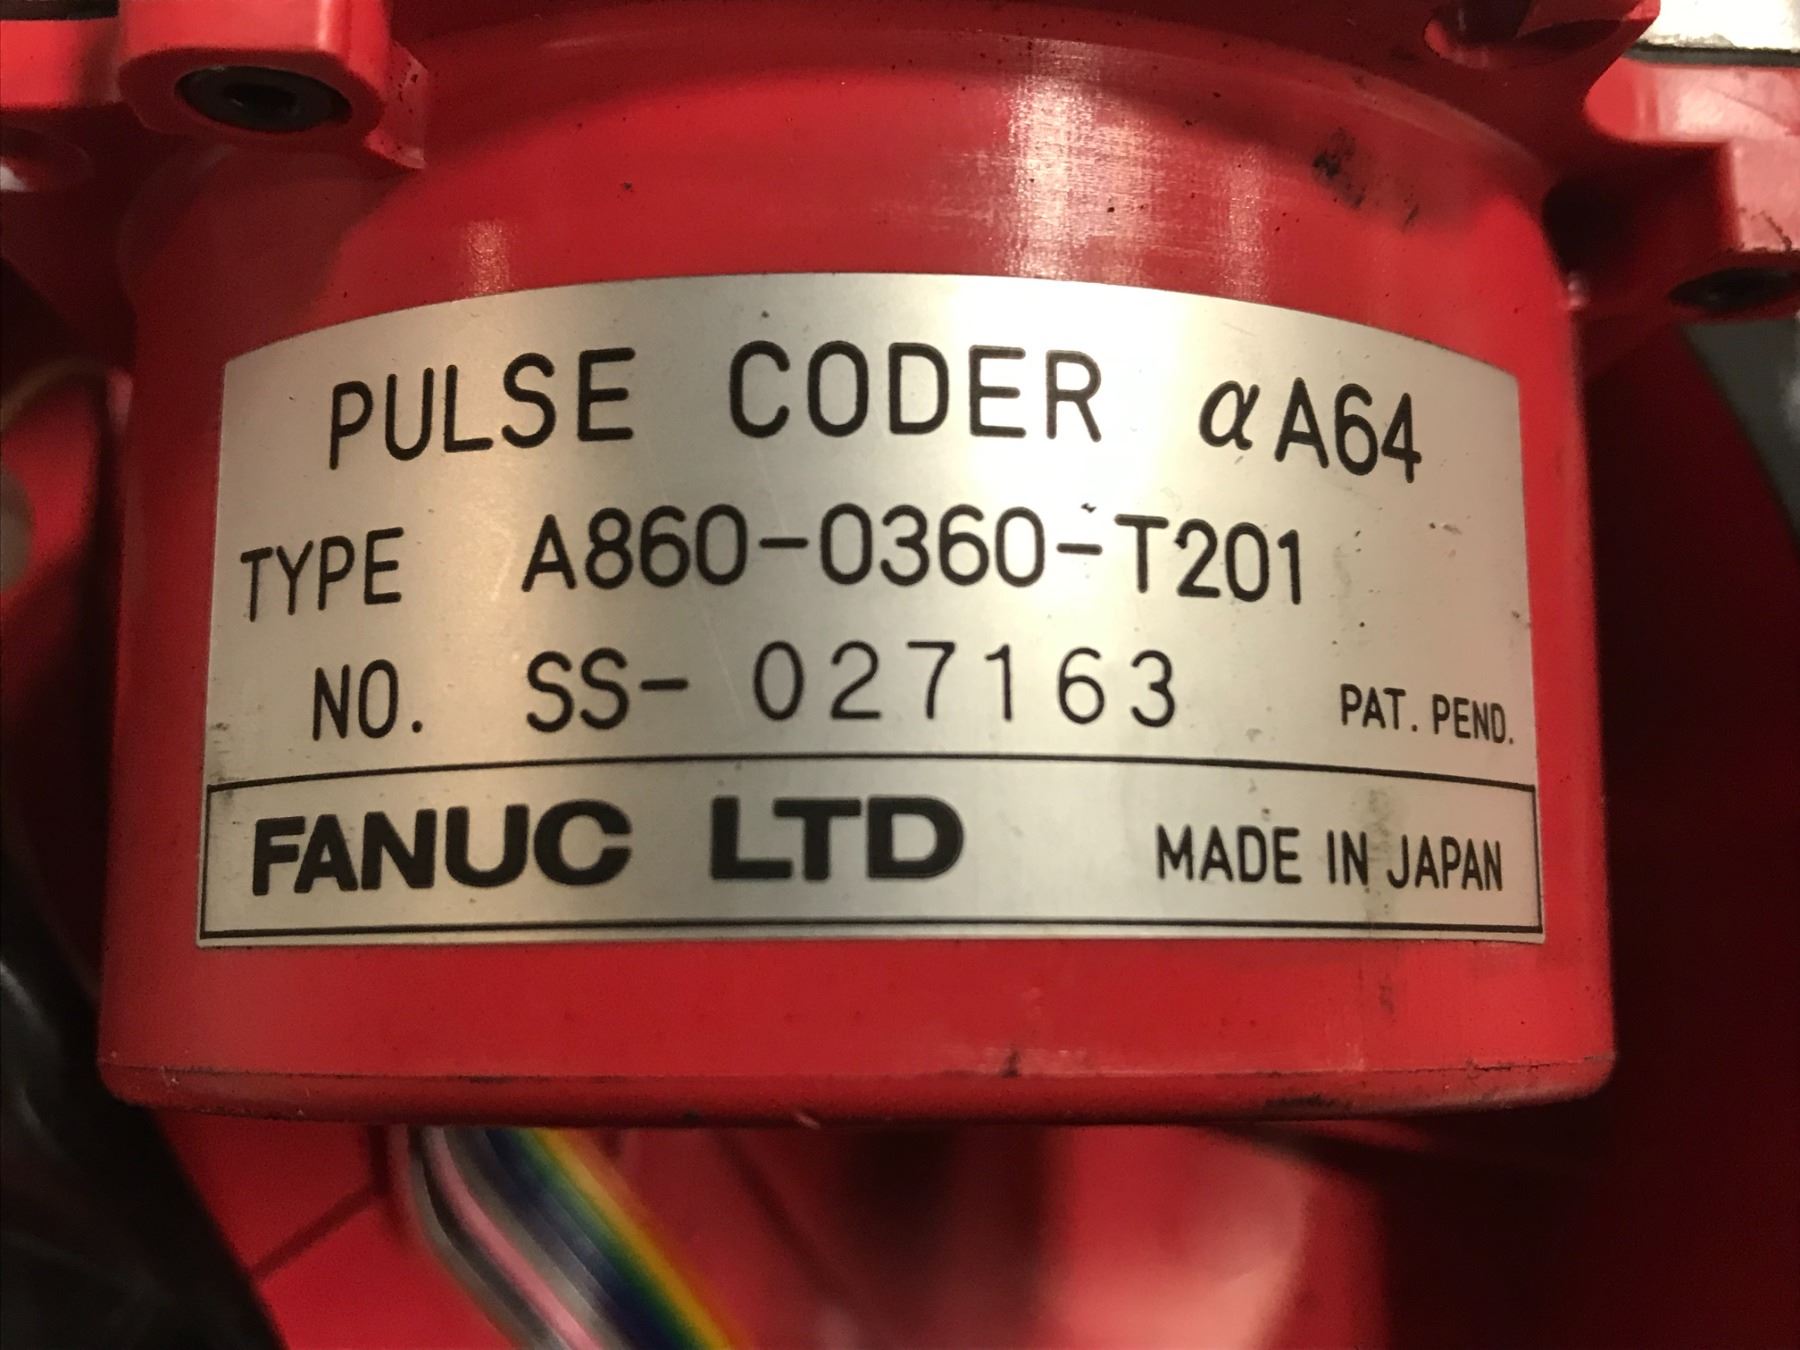 PULSE CODER αA64
TYPE A860-0360-T201
NO. SS-027163 PAT. PEND.
FANUC LTD MADE IN JAPAN